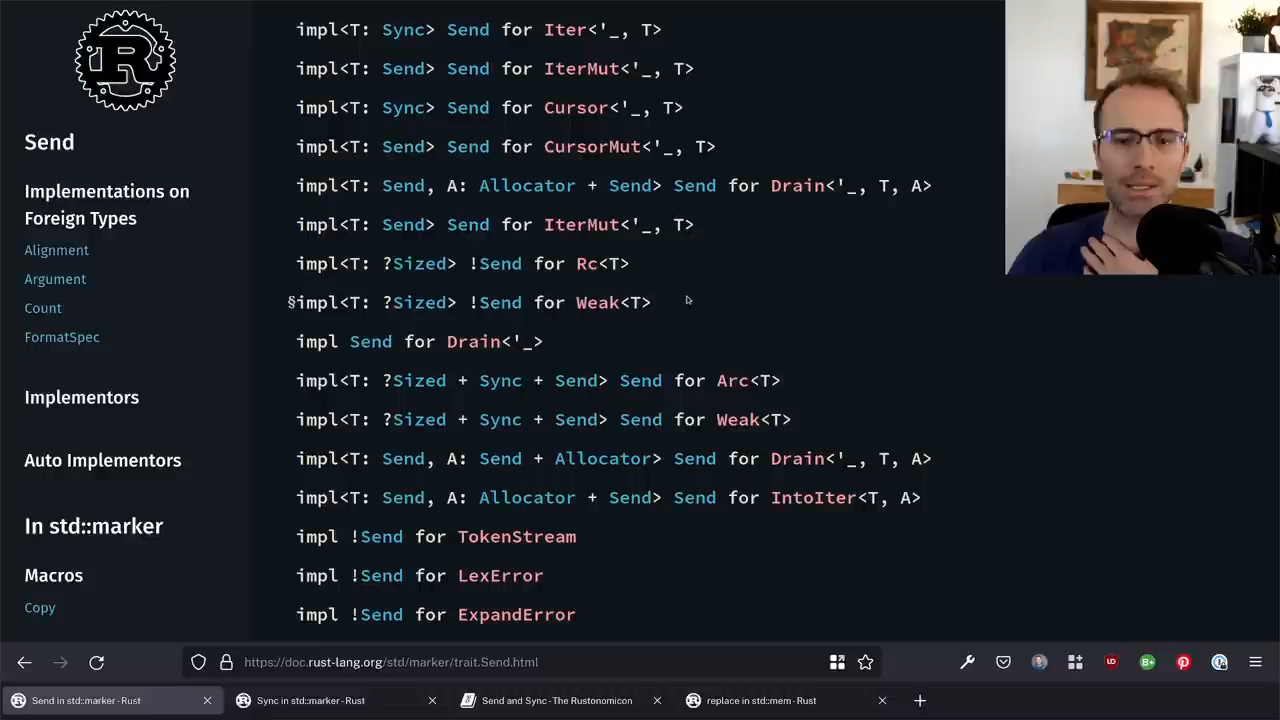 Send
Implementations on
Foreign Types
Alignment
Argument
Count
FormatSpec
Implementors
Auto Implementors
In std::marker
Macros
Copy
impl<T: Sync> Send for Iter<'_, T>
impl<T: Send> Send for IterMut<'_, T>
impl<T: Sync> Send for Cursor<'_, T>
impl<T: Send> Send for CursorMut<'_, T>
impl<T: Send, A: Allocator + Send> Send for Drain<'_, T, A>
impl<T: Send> Send for IterMut<'_, T>
impl<T: ?Sized> !Send for Rc<T>
§impl<T: ?Sized> !Send for Weak<T>
impl Send for Drain<'_>
impl<T: ?Sized + Sync + Send> Send for Arc<T>
impl<T: ?Sized + Sync + Send> Send for Weak<T>
impl<T: Send, A: Send + Allocator> Send for Drain<'_, T, A>
impl<T: Send, A: Allocator + Send> Send for IntoIter<T, A>
impl !Send for TokenStream
impl !Send for LexError
impl !Send for ExpandError
https://doc.rust-lang.org/std/marker/trait.Send.html
Send in std::marker - Rust
Sync in std::marker - Rust
Send and Sync - The Rustonomicon
replace in std::mem - Rust